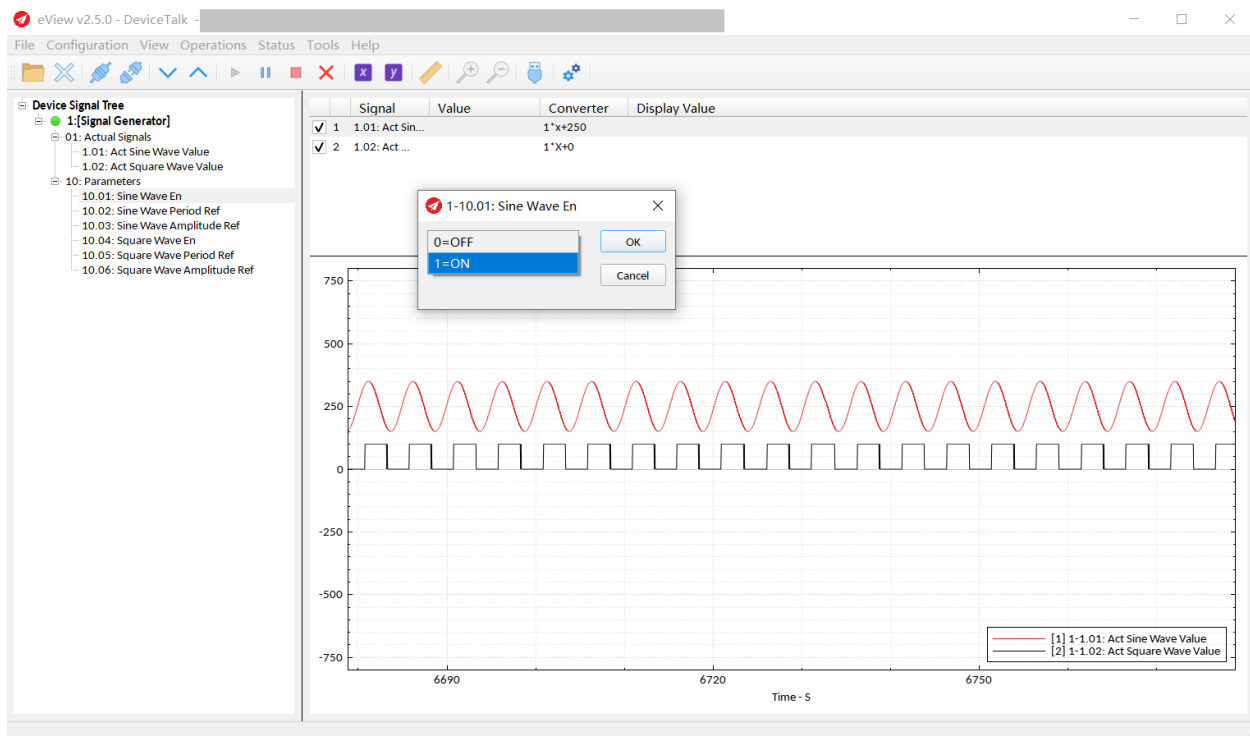 eView v2.5.0 - DeviceTalk -
File Configuration View Operations Status Tools Help
x y
Device Signal Tree
1:[Signal Generator]
01: Actual Signals
1.01: Act Sine Wave Value
1.02: Act Square Wave Value
10: Parameters
10.01: Sine Wave En
10.02: Sine Wave Period Ref
10.03: Sine Wave Amplitude Ref
10.04: Square Wave En
10.05: Square Wave Period Ref
10.06: Square Wave Amplitude Ref
Signal Value Converter Display Value
1 1.01: Act Sin... 1*x+250
2 1.02: Act ... 1*X+0
1-10.01: Sine Wave En
0=OFF OK
1=ON
Cancel
750
500
250
0
-250
-500
-750
[1] 1-1.01: Act Sine Wave Value
[2] 1-1.02: Act Square Wave Value
6690 6720 6750
Time - S